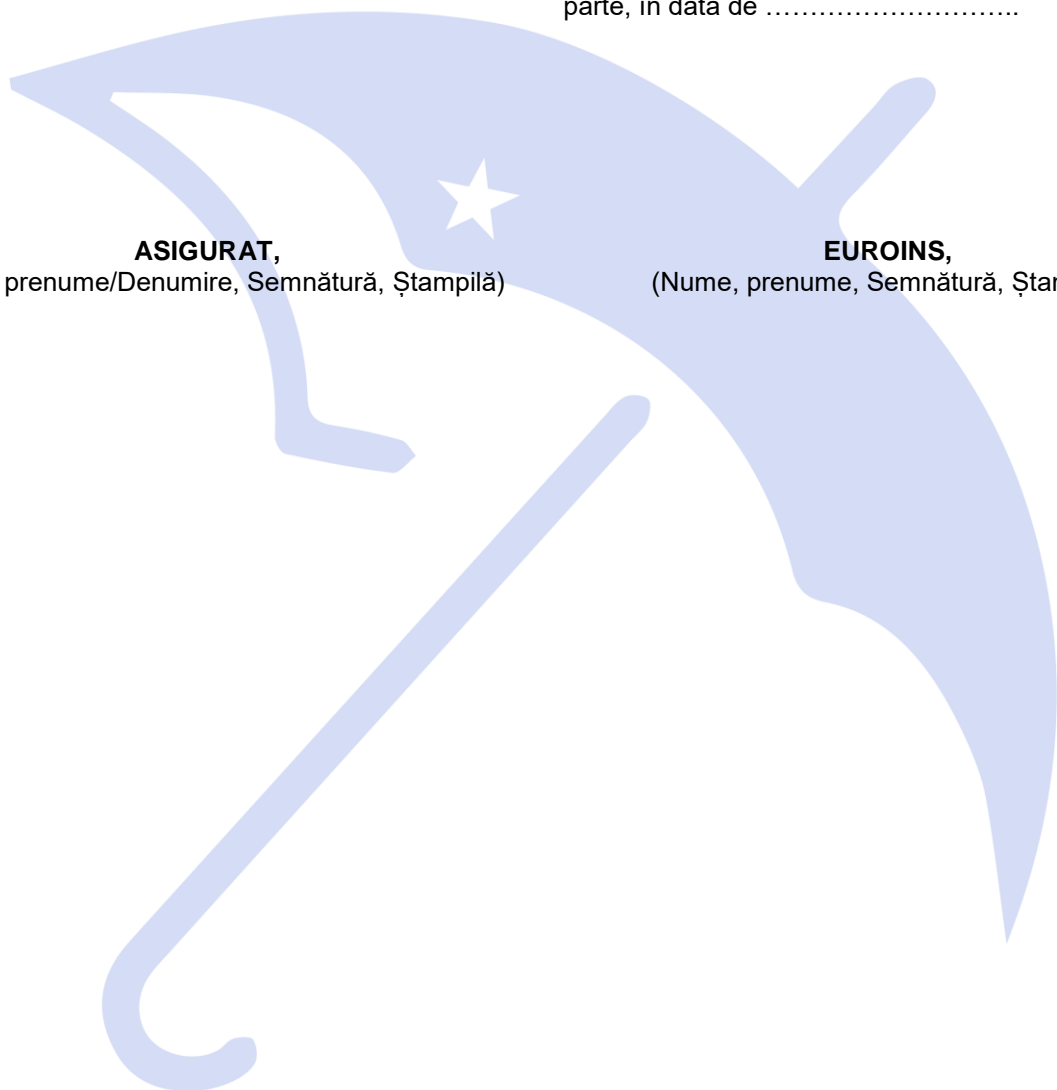 parte, în data de ………………………..
ASIGURAT, EUROINS,
prenume/Denumire, Semnătură, Ștampilă) (Nume, prenume, Semnătură,